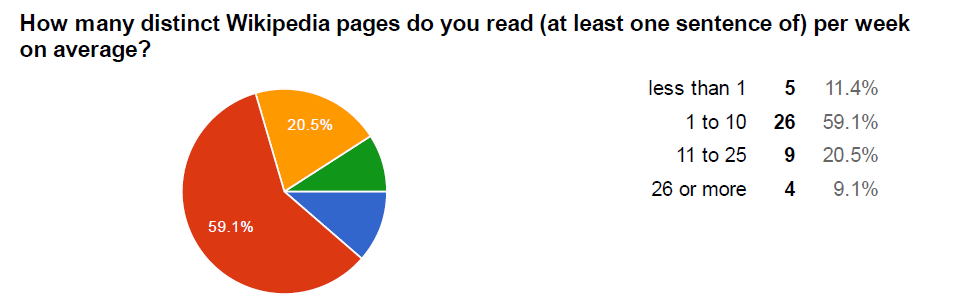 How many distinct Wikipedia pages do you read (at least one sentence of) per week
on average?
20.5%
59.1%
less than 1 5 11.4%
1 to 10 26 59.1%
11 to 25 9 20.5%
26 or more 4 9.1%